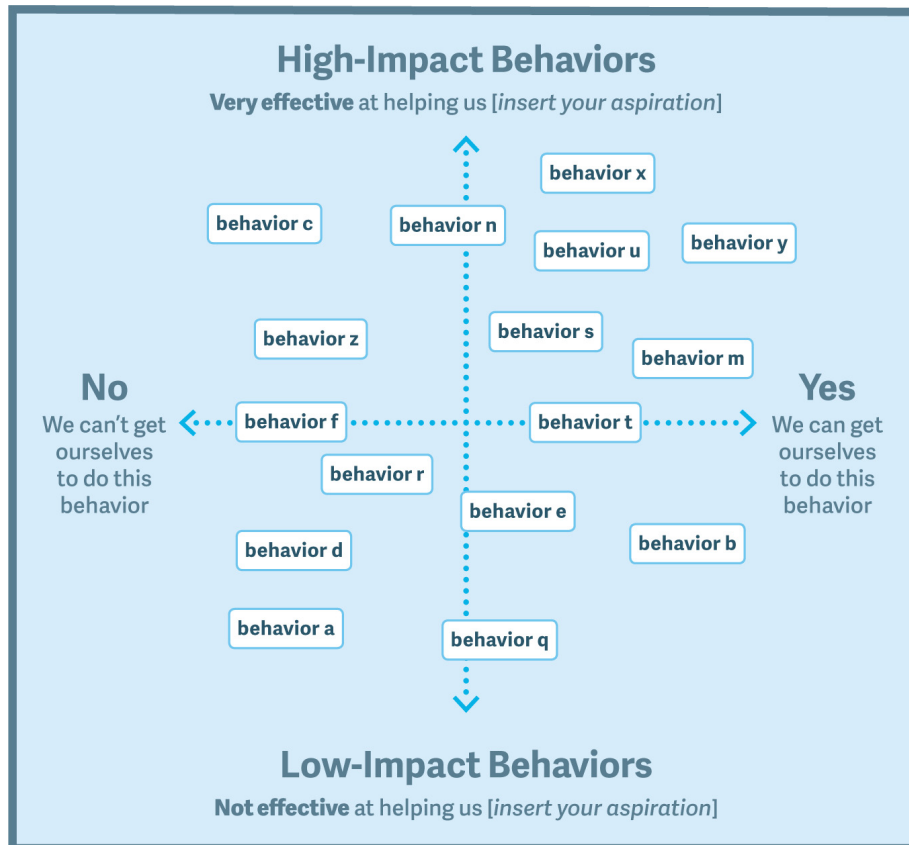 High-Impact Behaviors
Very effective at helping us [insert your aspiration]
behavior x
behavior c
behavior n
behavior u
behavior y
behavior z
behavior s
behavior m
No
We can't get
ourselves
to do this
behavior
behavior f
behavior t
Yes
We can get
ourselves
to do this
behavior
behavior r
behavior e
behavior d
behavior b
behavior a
behavior q
Low-Impact Behaviors
Not effective at helping us [insert your aspiration]